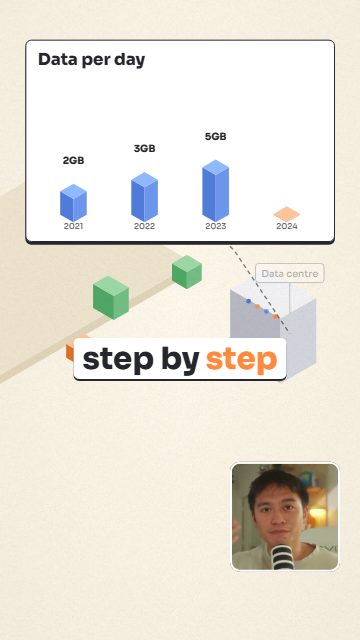 Data per day
2GB
3GB
5GB
2021
2022
2023
2024
Data centre
step by step